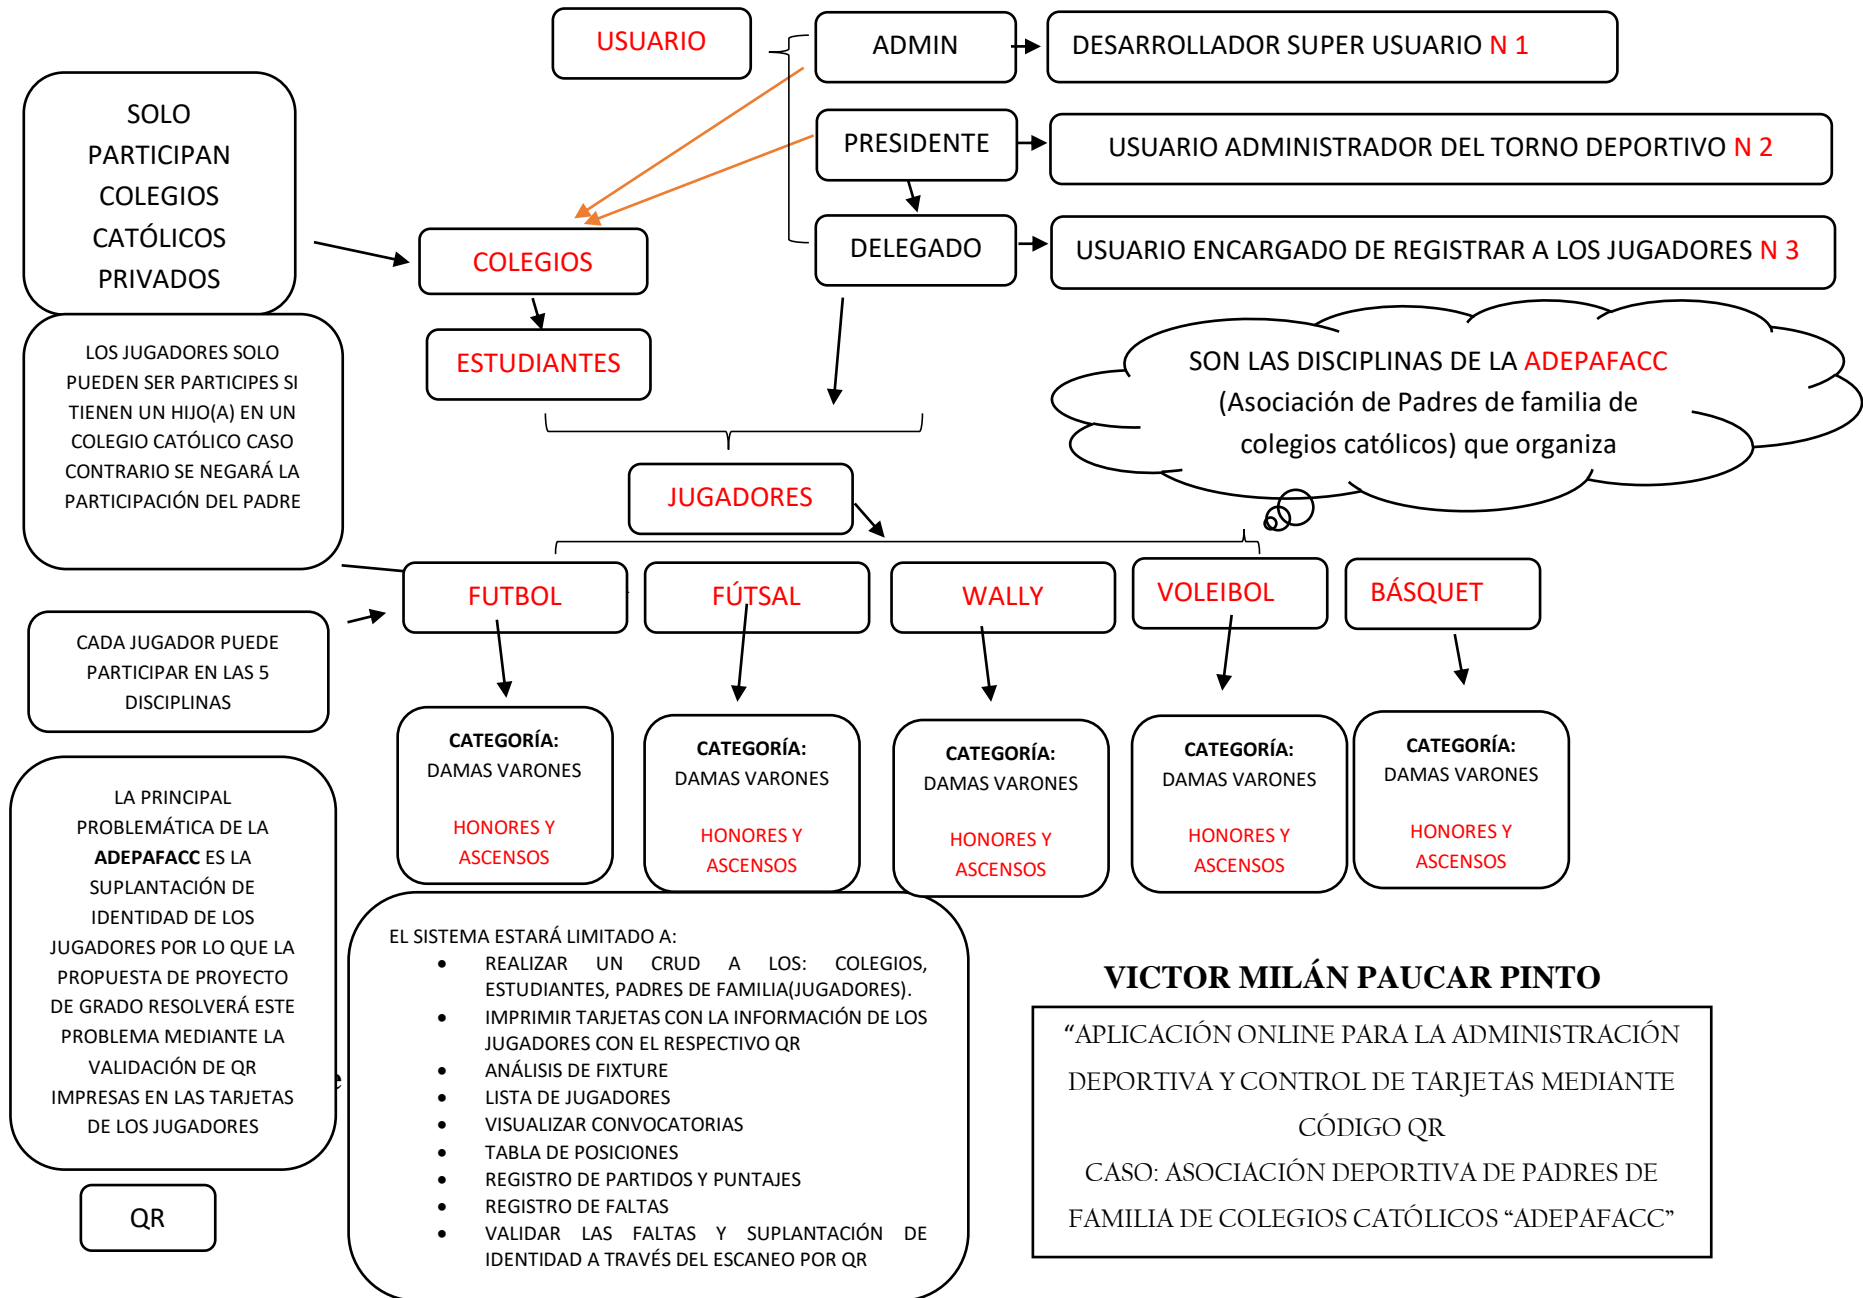 USUARIO
ADMIN
DESARROLLADOR SUPER USUARIO N 1
SOLO
PARTICIPAN
COLEGIOS
CATÓLICOS
PRIVADOS
PRESIDENTE
USUARIO ADMINISTRADOR DEL TORNO DEPORTIVO N 2
DELEGADO
USUARIO ENCARGADO DE REGISTRAR A LOS JUGADORES N 3
COLEGIOS
ESTUDIANTES
LOS JUGADORES SOLO
PUEDEN SER PARTICIPES SI
TIENEN UN HIJO(A) EN UN
COLEGIO CATÓLICO CASO
CONTRARIO SE NEGARÁ LA
PARTICIPACIÓN DEL PADRE
SON LAS DISCIPLINAS DE LA ADEPAFACC
(Asociación de Padres de familia de
colegios católicos) que organiza
JUGADORES
FUTBOL
FÚTSAL
WALLY
VOLEIBOL
BÁSQUET
CADA JUGADOR PUEDE
PARTICIPAR EN LAS 5
DISCIPLINAS
CATEGORÍA:
DAMAS VARONES
HONORES Y
ASCENSOS
CATEGORÍA:
DAMAS VARONES
HONORES Y
ASCENSOS
CATEGORÍA:
DAMAS VARONES
HONORES Y
ASCENSOS
CATEGORÍA:
DAMAS VARONES
HONORES Y
ASCENSOS
CATEGORÍA:
DAMAS VARONES
HONORES Y
ASCENSOS
LA PRINCIPAL
PROBLEMÁTICA DE LA
ADEPAFACC ES LA
SUPLANTACIÓN DE
IDENTIDAD DE LOS
JUGADORES POR LO QUE LA
PROPUESTA DE PROYECTO
DE GRADO RESOLVERÁ ESTE
PROBLEMA MEDIANTE LA
VALIDACIÓN DE QR
IMPRESAS EN LAS TARJETAS
DE LOS JUGADORES
QR
EL SISTEMA ESTARÁ LIMITADO A:
• REALIZAR UN CRUD A LOS: COLEGIOS,
ESTUDIANTES, PADRES DE FAMILIA(JUGADORES).
• IMPRIMIR TARJETAS CON LA INFORMACIÓN DE LOS
JUGADORES CON EL RESPECTIVO QR
• ANÁLISIS DE FIXTURE
• LISTA DE JUGADORES
• VISUALIZAR CONVOCATORIAS
• TABLA DE POSICIONES
• REGISTRO DE PARTIDOS Y PUNTAJES
• REGISTRO DE FALTAS
• VALIDAR LAS FALTAS Y SUPLANTACIÓN DE
IDENTIDAD A TRAVÉS DEL ESCANEO POR QR
VICTOR MILÁN PAUCAR PINTO
“APLICACIÓN ONLINE PARA LA ADMINISTRACIÓN
DEPORTIVA Y CONTROL DE TARJETAS MEDIANTE
CÓDIGO QR
CASO: ASOCIACIÓN DEPORTIVA DE PADRES DE
FAMILIA DE COLEGIOS CATÓLICOS “ADEPAFACC”